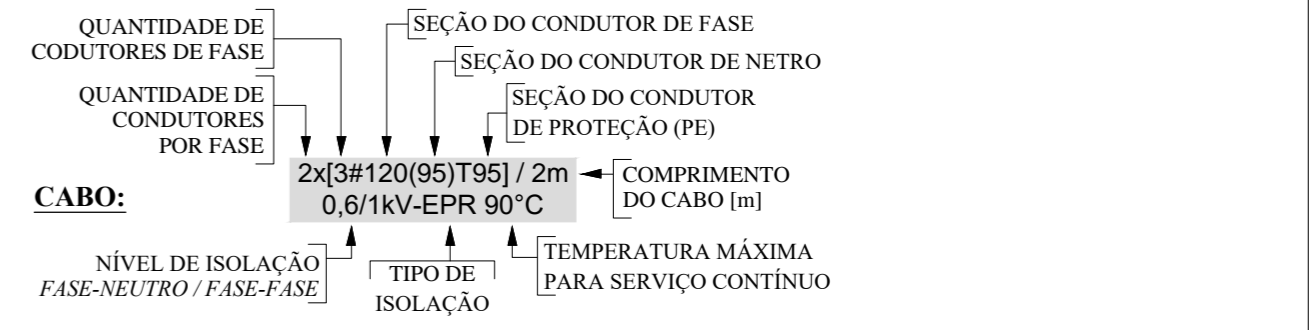 QUANTIDADE DE
CODUTORES DE FASE
SEÇÃO DO CONDUTOR DE FASE
SEÇÃO DO CONDUTOR DE NETRO
QUANTIDADE DE
CONDUTORES
POR FASE
SEÇÃO DO CONDUTOR
DE PROTEÇÃO (PE)
2x[3#120(95)T95] / 2m
0,6/1kV-EPR 90°C
COMPRIMENTO
DO CABO [m]
CABO:
NÍVEL DE ISOLAÇÃO
FASE-NEUTRO / FASE-FASE
TIPO DE
ISOLAÇÃO
TEMPERATURA MÁXIMA
PARA SERVIÇO CONTÍNUO